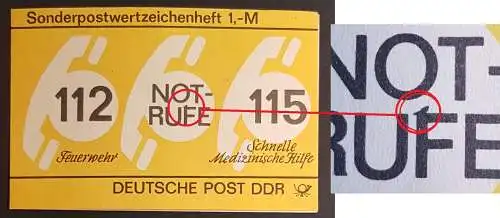 Sonderpostwertzeichenheft 1,-M
112
NOT-
RUFE
115
Feuerwehr
Schnelle
Medizinische Hilfe
DEUTSCHE POST DDR
NOT-
RUFE